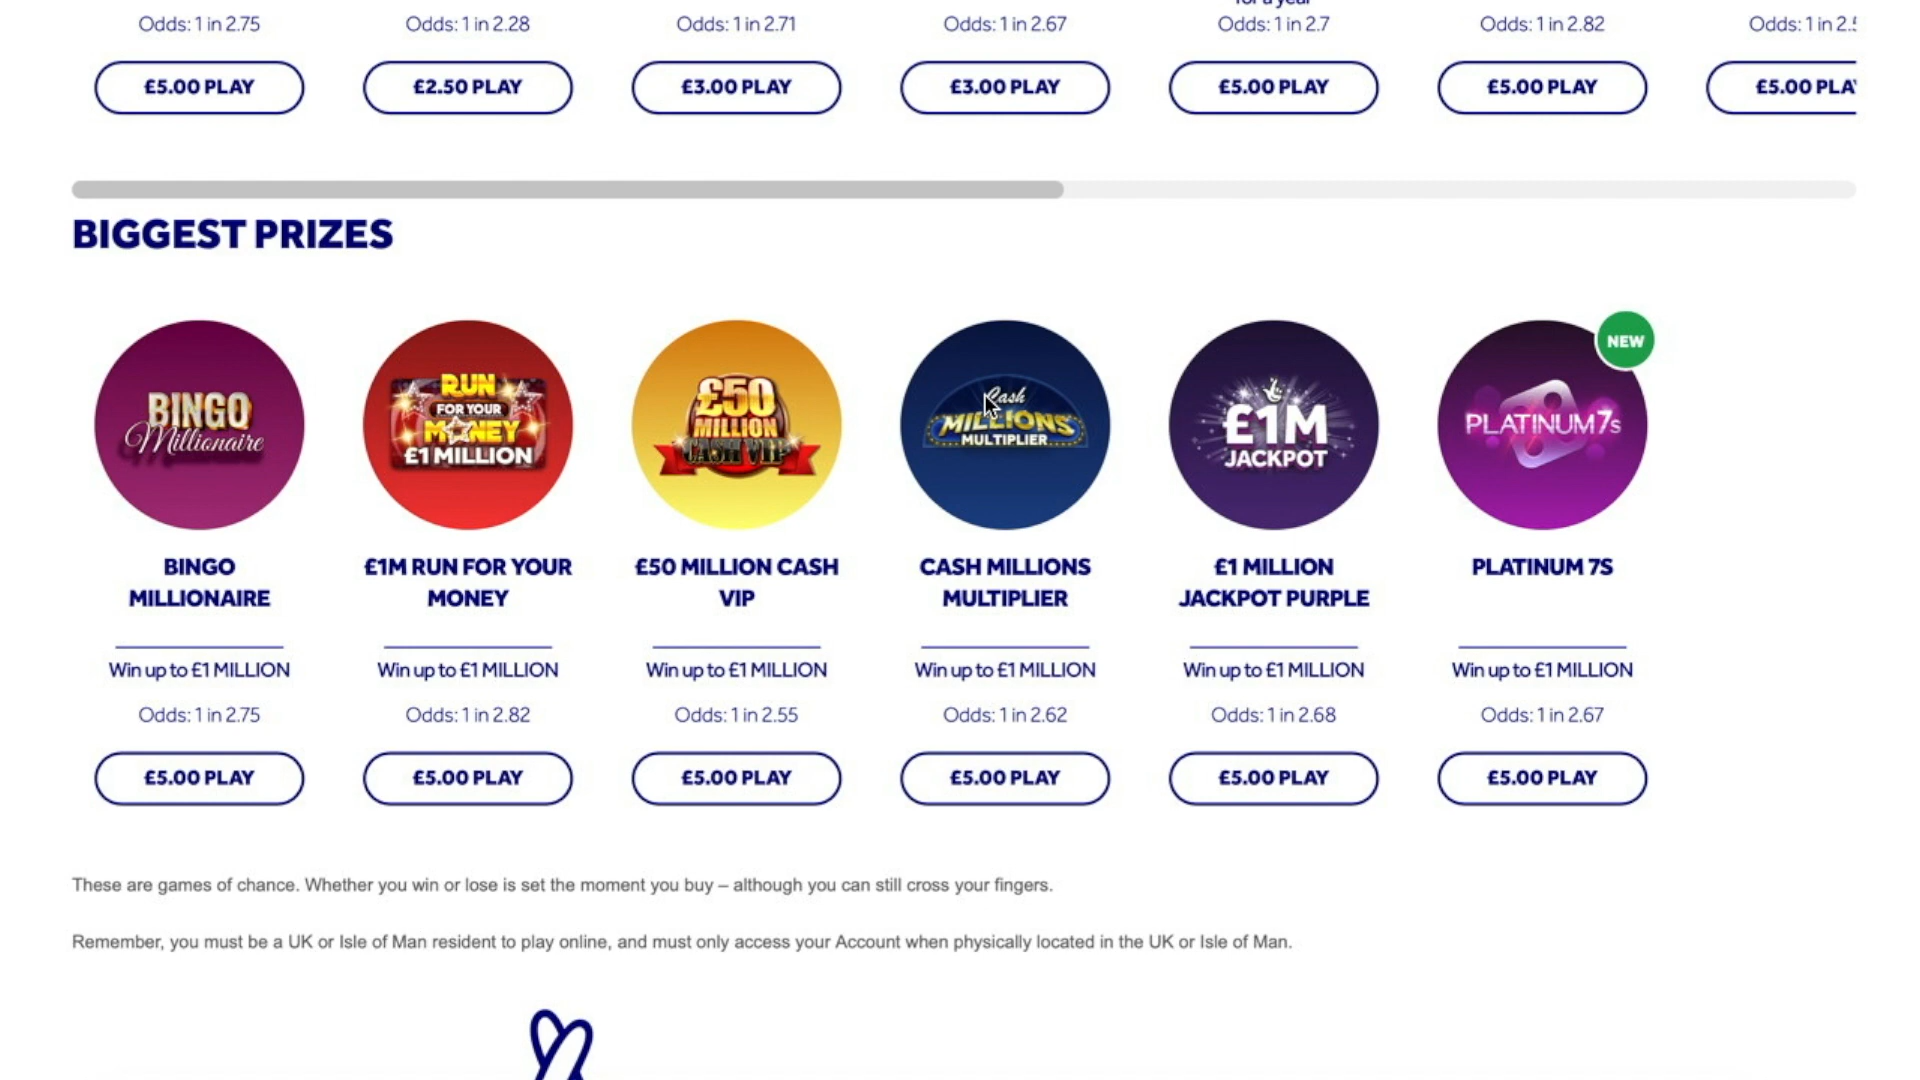 for a year
Odds: 1 in 2.75
Odds: 1 in 2.28
Odds: 1 in 2.71
Odds: 1 in 2.67
Odds: 1 in 2.7
Odds: 1 in 2.82
Odds: 1 in
£5.00 PLAY
£2.50 PLAY
£3.00 PLAY
£3.00 PLAY
£5.00 PLAY
£5.00 PLAY
£5.00
BIGGEST PRIZES
BINGO
Millionaire
RUN
FOR YOUR
MONEY
£1 MILLION
£50
MILLION
CASH VIP
Cash
MILLIONS
MULTIPLIER
£1M
JACKPOT
PLATINUM 7s
NEW
BINGO
MILLIONAIRE
£1M RUN FOR YOUR
MONEY
£50 MILLION CASH
VIP
CASH MILLIONS
MULTIPLIER
£1 MILLION
JACKPOT PURPLE
PLATINUM 7S
Win up to £1 MILLION
Win up to £1 MILLION
Win up to £1 MILLION
Win up to £1 MILLION
Win up to £1 MILLION
Win up to £1 MILLION
Odds: 1 in 2.75
Odds: 1 in 2.82
Odds: 1 in 2.55
Odds: 1 in 2.62
Odds: 1 in 2.68
Odds: 1 in 2.67
£5.00 PLAY
£5.00 PLAY
£5.00 PLAY
£5.00 PLAY
£5.00 PLAY
£5.00 PLAY
These are games of chance. Whether you win or lose is set the moment you buy – although you can still cross your fingers.
Remember, you must be a UK or Isle of Man resident to play online, and must only access your Account when physically located in the UK or Isle of Man.